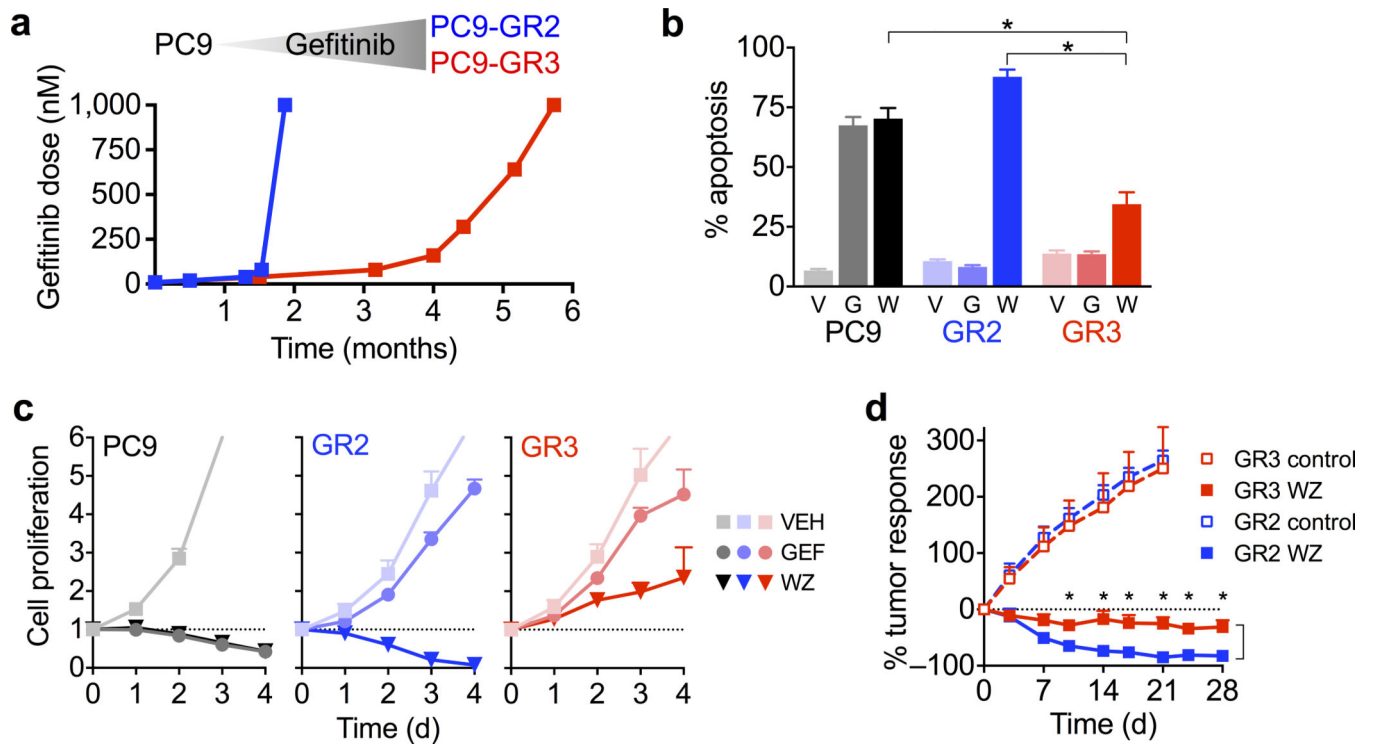 a
PC9 Gefitinib PC9-GR2
PC9-GR3
Gefitinib dose (nM)
1,000
750
500
250
0
1 2 3 4 5 6
Time (months)
b
% apoptosis
100
75
50
25
0
* *
V G W V G W V G W
PC9 GR2 GR3
c
Cell proliferation
6
5
4
3
2
1
0
PC9 GR2 GR3
0 1 2 3 4 0 1 2 3 4 0 1 2 3 4
Time (d)
VEH
GEF
WZ
d
% tumor response
300
200
100
0
–100
* * * * * *
0 7 14 21 28
Time (d)
GR3 control
GR3 WZ
GR2 control
GR2 WZ